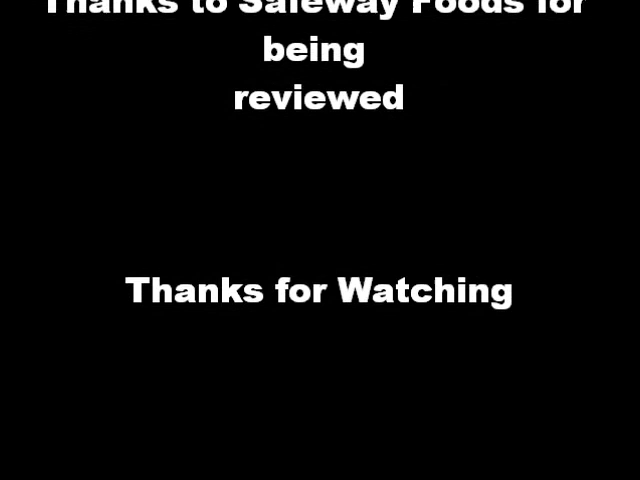 Thanks to Safeway Foods for
being
reviewed
Thanks for Watching